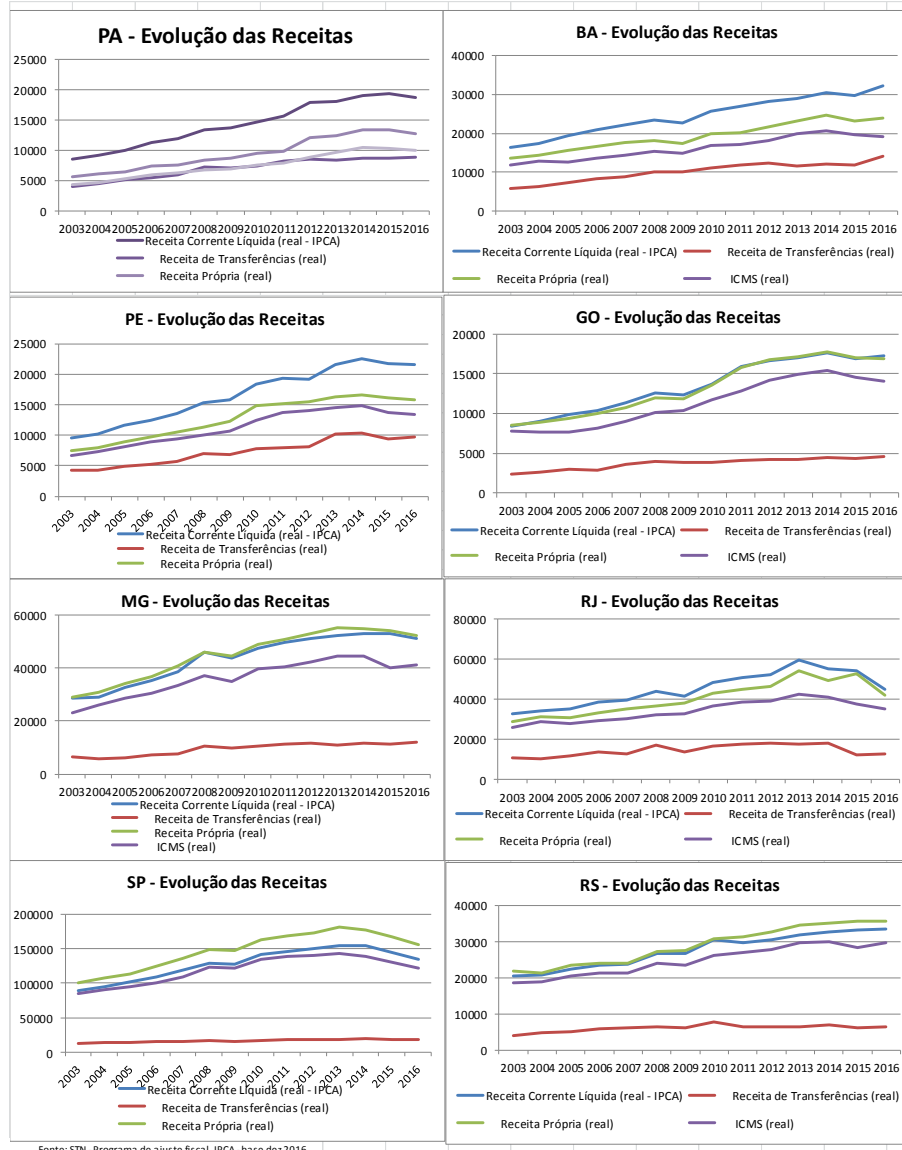 PA - Evolução das Receitas
25000
20000
15000
10000
5000
0
2003 2004 2005 2006 2007 2008 2009 2010 2011 2012 2013 2014 2015 2016
Receita Corrente Líquida (real - IPCA)
Receita de Transferências (real)
Receita Própria (real)
BA - Evolução das Receitas
40000
30000
20000
10000
0
2003 2004 2005 2006 2007 2008 2009 2010 2011 2012 2013 2014 2015 2016
Receita Corrente Líquida (real - IPCA) Receita de Transferências (real)
Receita Própria (real) ICMS (real)
PE - Evolução das Receitas
25000
20000
15000
10000
5000
0
2003 2004 2005 2006 2007 2008 2009 2010 2011 2012 2013 2014 2015 2016
Receita Corrente Líquida (real - IPCA)
Receita de Transferências (real)
Receita Própria (real)
GO - Evolução das Receitas
20000
15000
10000
5000
0
2003 2004 2005 2006 2007 2008 2009 2010 2011 2012 2013 2014 2015 2016
Receita Corrente Líquida (real - IPCA) Receita de Transferências (real)
Receita Própria (real) ICMS (real)
MG - Evolução das Receitas
60000
40000
20000
0
2003 2004 2005 2006 2007 2008 2009 2010 2011 2012 2013 2014 2015 2016
Receita Corrente Líquida (real - IPCA)
Receita de Transferências (real)
Receita Própria (real)
ICMS (real)
RJ - Evolução das Receitas
80000
60000
40000
20000
0
2003 2004 2005 2006 2007 2008 2009 2010 2011 2012 2013 2014 2015 2016
Receita Corrente Líquida (real - IPCA) Receita de Transferências (real)
Receita Própria (real) ICMS (real)
SP - Evolução das Receitas
200000
150000
100000
50000
0
2003 2004 2005 2006 2007 2008 2009 2010 2011 2012 2013 2014 2015 2016
Receita Corrente Líquida (real - IPCA)
Receita de Transferências (real)
Receita Própria (real)
RS - Evolução das Receitas
40000
30000
20000
10000
0
2003 2004 2005 2006 2007 2008 2009 2010 2011 2012 2013 2014 2015 2016
Receita Corrente Líquida (real - IPCA) Receita de Transferências (real)
Receita Própria (real) ICMS (real)
Fonte: STN. Programa de ajuste fiscal. IPCA. base dez 2016